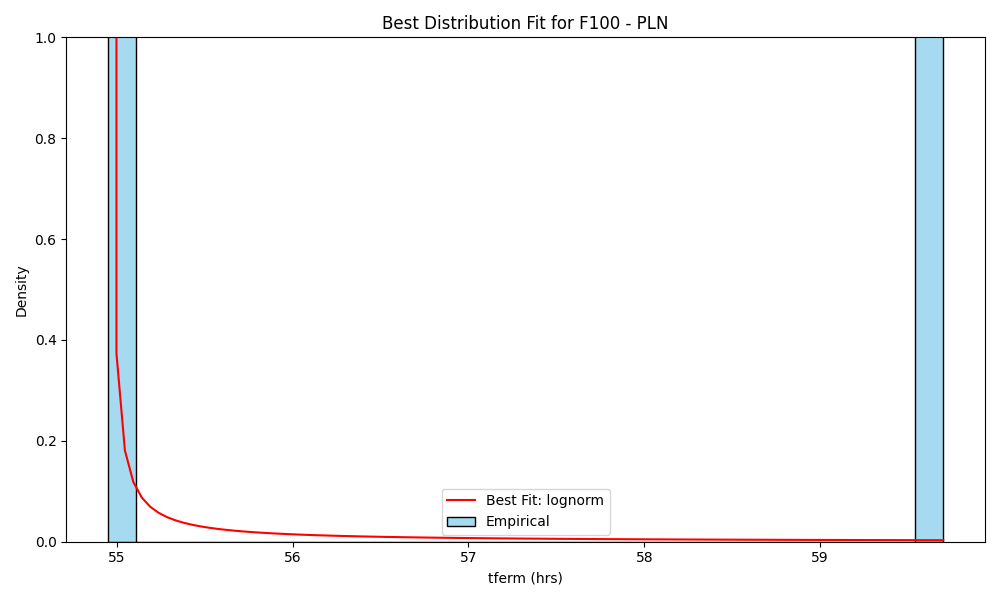 Best Distribution Fit for F100 - PLN
1.0
0.8
0.6
0.4
0.2
0.0
Density
Best Fit: lognorm
Empirical
55
56
57
58
59
tferm (hrs)